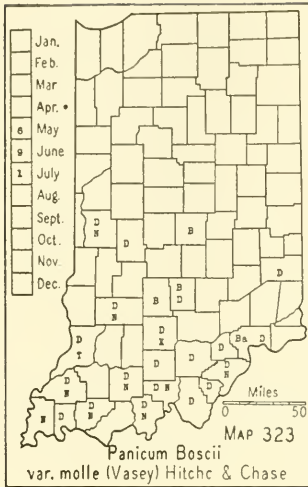 Jan.
Feb.
Mar
Apr. •
6 May
9 June
1 July
Aug.
Sept.
Oct.
Nov.
Dec.
D
N
D
B
D
B
B
D
D
N
D
X
D
T
D
D
Ba
D
D
N
D
N
D
N
D N
D
D
N
D
D
N
D
N
Miles
0
50
MAP 323
Panicum Boscii
var. molle (Vasey) Hitchc & Chase